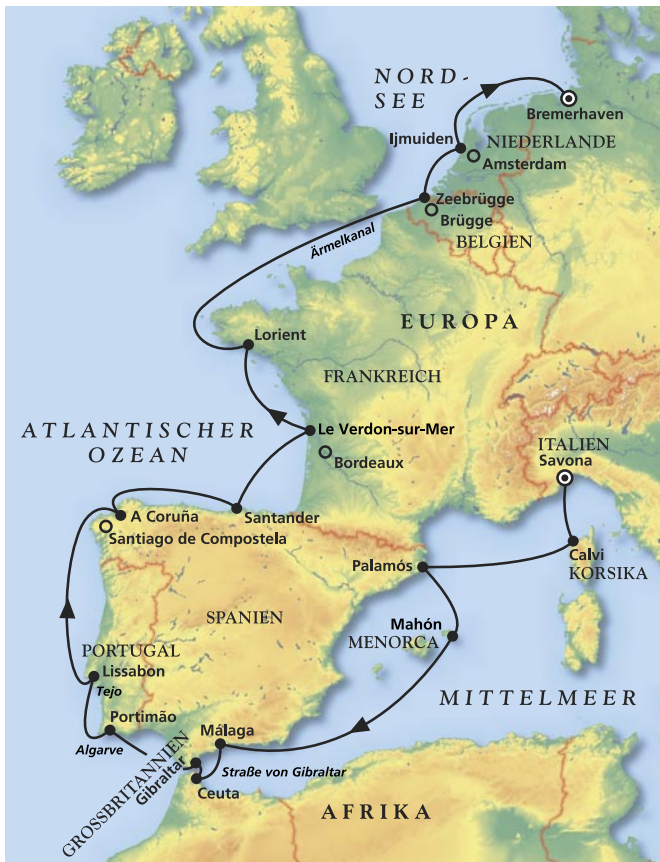 NORD-
SEE
Bremerhaven
Ijmuiden
NIEDERLANDE
Amsterdam
Zeebrügge
Brügge
Ärmelkanal
BELGIEN
EUROPA
Lorient
FRANKREICH
ATLANTISCHER
OZEAN
Le Verdon-sur-Mer
Bordeaux
ITALIEN
Savona
A Coruña
Santander
Santiago de Compostela
Calvi
KORSIKA
Palamós
SPANIEN
Mahón
MENORCA
PORTUGAL
Lissabon
Tejo
MITTELMEER
Portimão
Algarve
Málaga
GROSSBRITANNIEN
Gibraltar
Straße von Gibraltar
Ceuta
AFRIKA